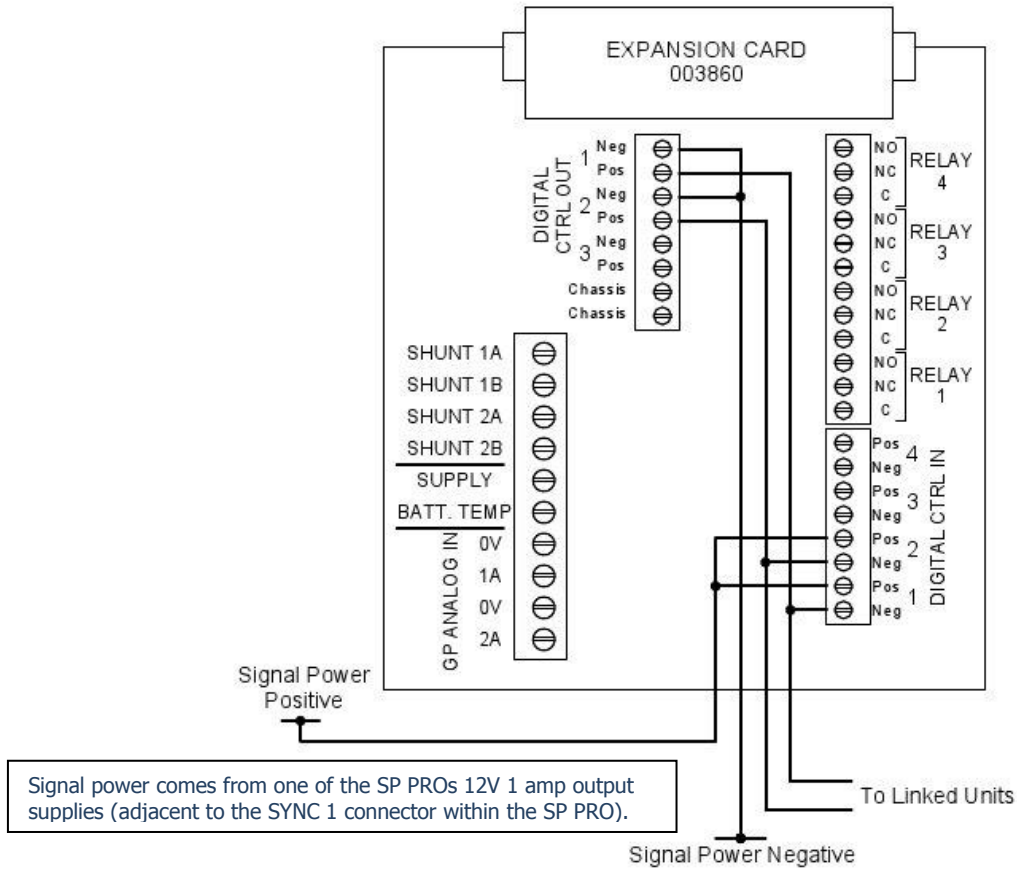 EXPANSION CARD
003860
DIGITAL
CTRL OUT
1
Neg
Pos
2
Neg
Pos
3
Neg
Pos
Chassis
Chassis
NO
NC
C
RELAY
4
NO
NC
C
RELAY
3
NO
NC
C
RELAY
2
NO
NC
C
RELAY
1
SHUNT 1A
SHUNT 1B
SHUNT 2A
SHUNT 2B
SUPPLY
BATT. TEMP
GP ANALOG IN
0V
1A
0V
2A
Pos
Neg
4
Pos
Neg
3
Pos
Neg
2
Pos
Neg
1
DIGITAL CTRL IN
Signal Power
Positive
Signal power comes from one of the SP PROs 12V 1 amp output
supplies (adjacent to the SYNC 1 connector within the SP PRO).
To Linked Units
Signal Power Negative